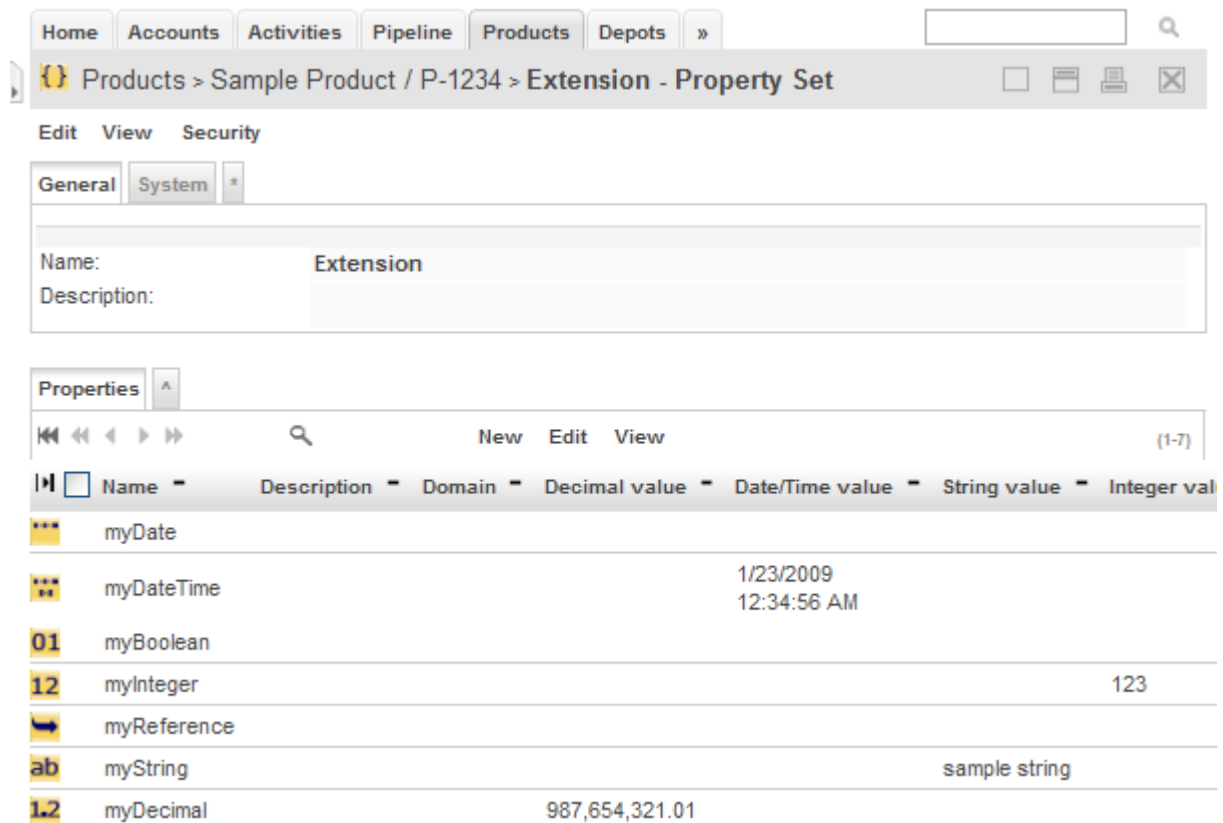 Home Accounts Activities Pipeline Products Depots »
{} Products > Sample Product / P-1234 > Extension - Property Set
Edit View Security
General System *
Name: Extension
Description:
Properties ^
New Edit View (1-7)
Name Description Domain Decimal value Date/Time value String value Integer val
myDate
myDateTime 1/23/2009
12:34:56 AM
01 myBoolean
12 myInteger 123
myReference
ab myString sample string
1.2 myDecimal 987,654,321.01